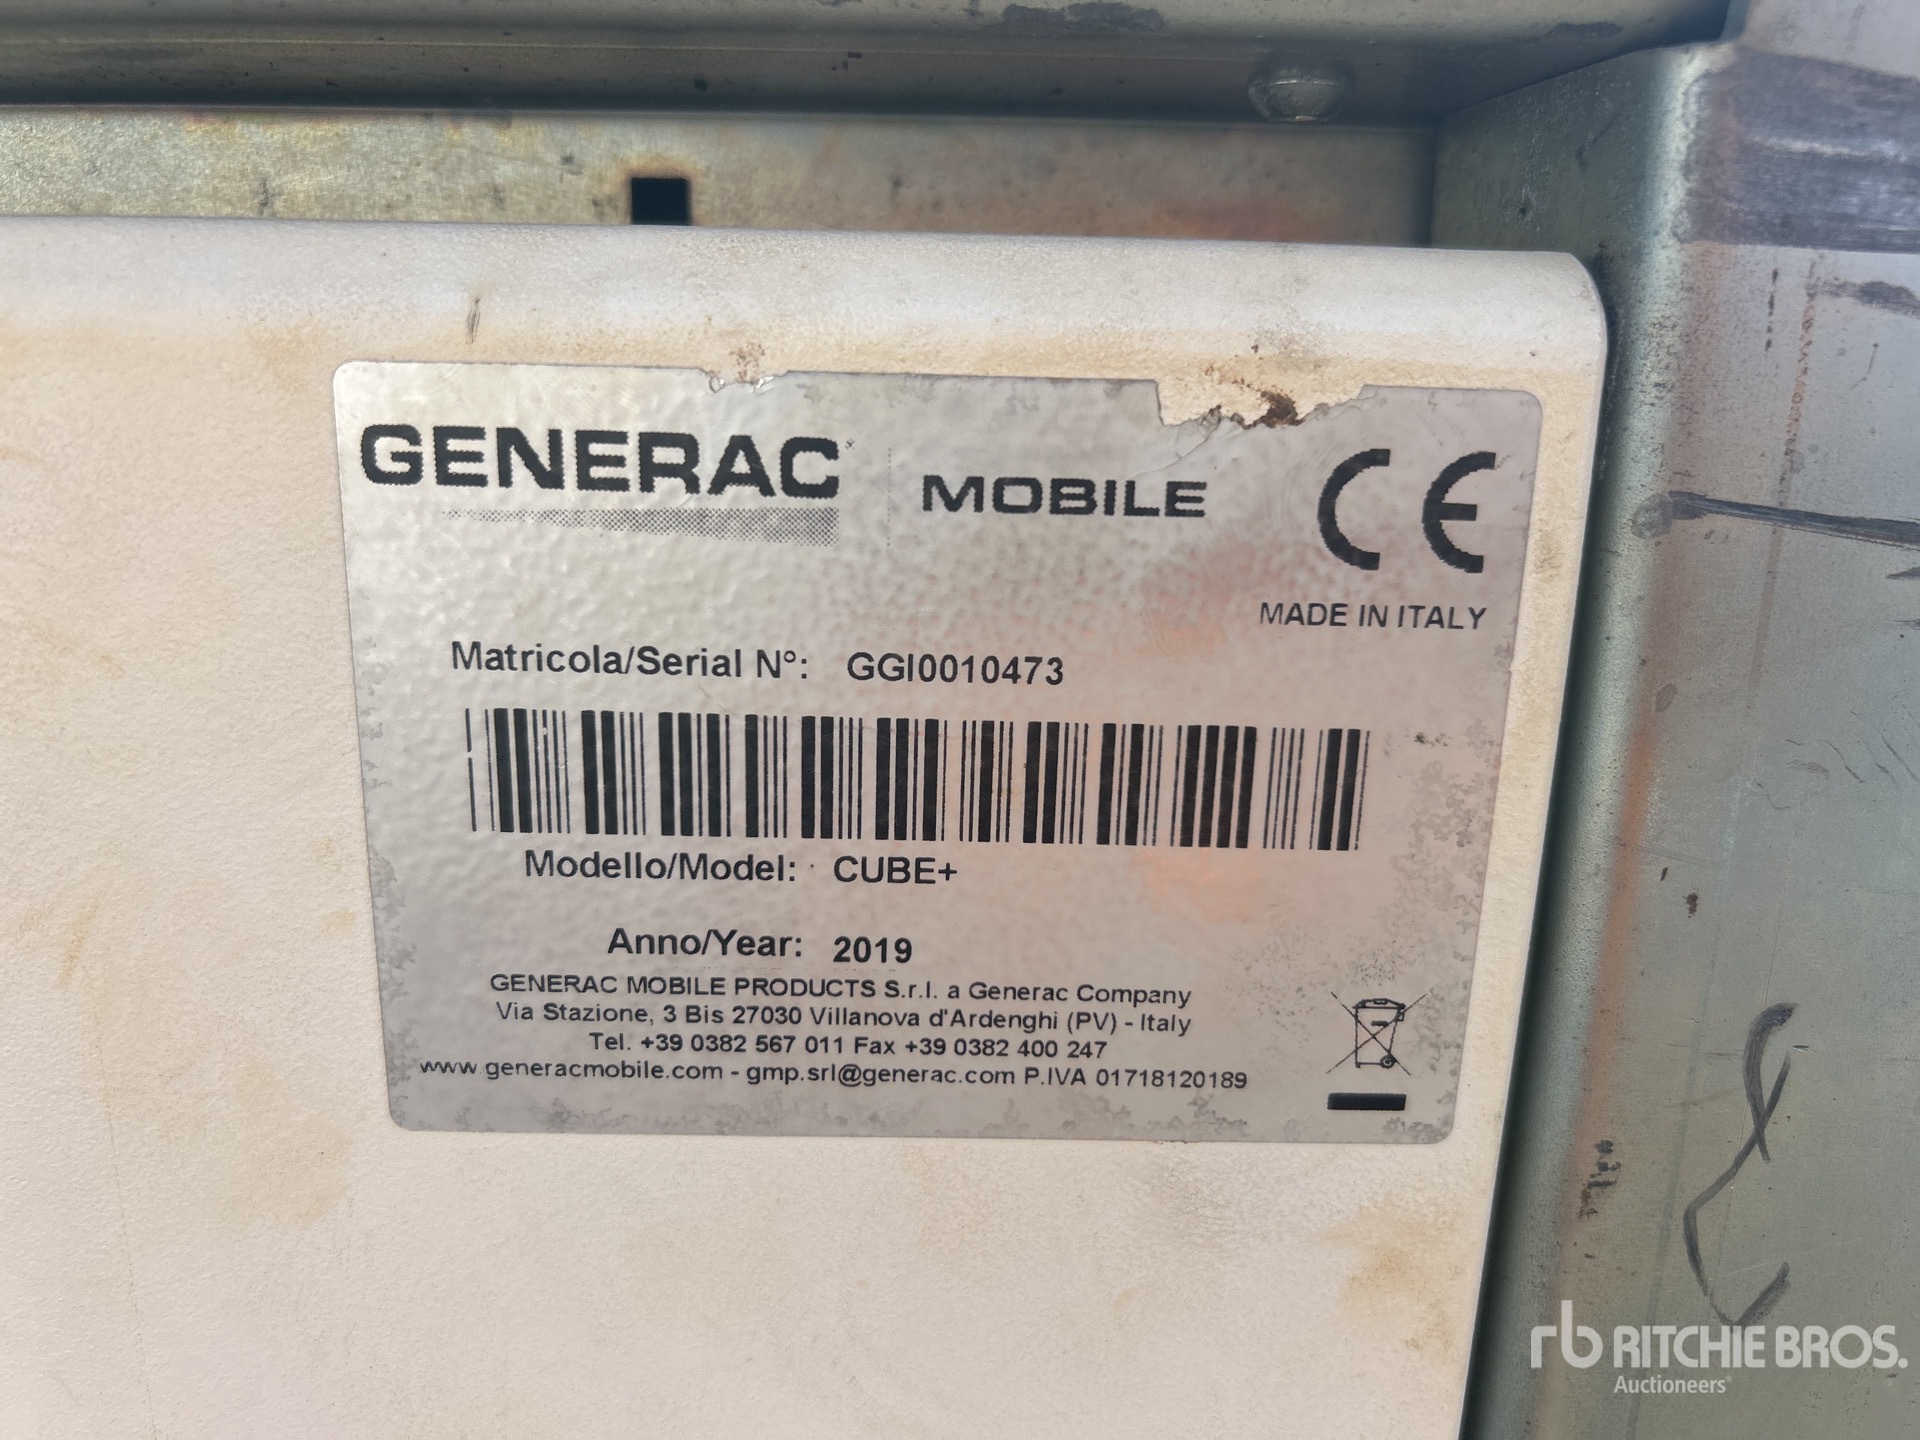 GENERAC MOBILE CE
MADE IN ITALY
Matricola/Serial N°: GGI0010473
Modello/Model: CUBE+
Anno/Year: 2019
GENERAC MOBILE PRODUCTS S.r.l. a Generac Company
Via Stazione, 3 Bis 27030 Villanova d'Ardenghi (PV) - Italy
Tel. +39 0382 567 011 Fax +39 0382 400 247
www generacmobile.com - gmp.srl@generac.com P.IVA 01718120189
rb RITCHIE BROS.
Auctioneers